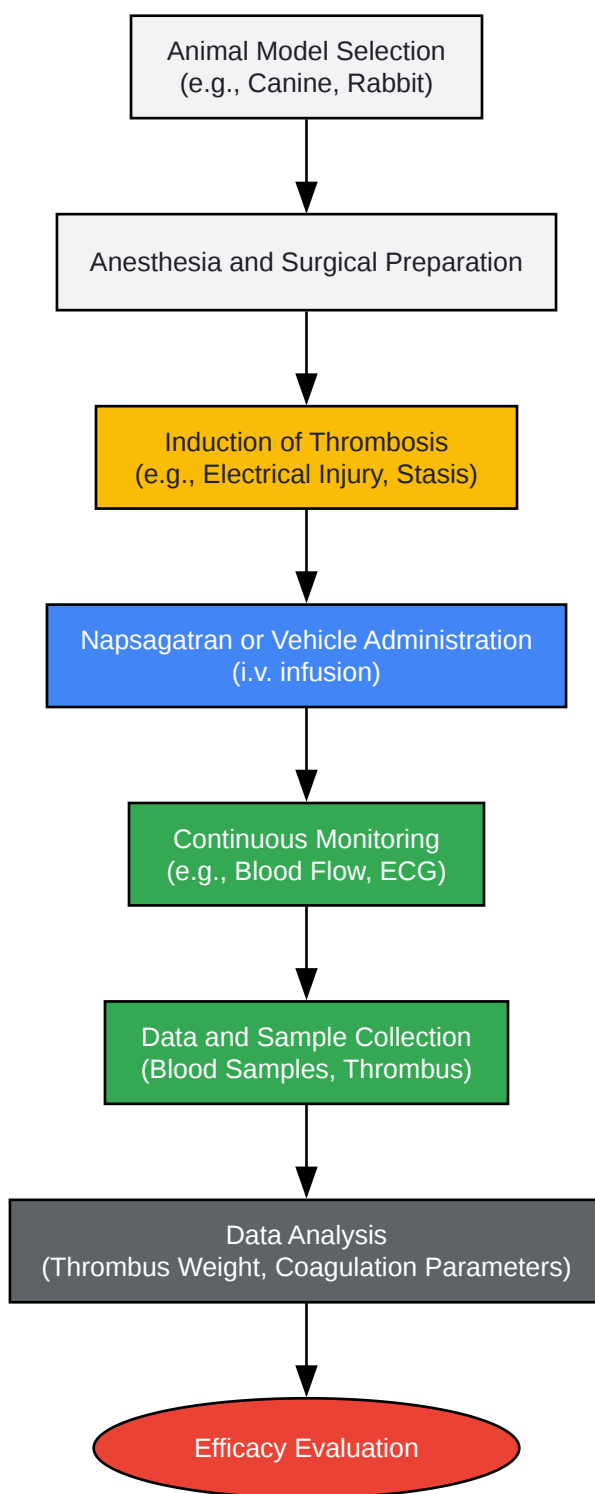 Animal Model Selection
(e.g., Canine, Rabbit)
Anesthesia and Surgical Preparation
Induction of Thrombosis
(e.g., Electrical Injury, Stasis)
Napsagatran or Vehicle Administration
(i.v. infusion)
Continuous Monitoring
(e.g., Blood Flow, ECG)
Data and Sample Collection
(Blood Samples, Thrombus)
Data Analysis
(Thrombus Weight, Coagulation Parameters)
Efficacy Evaluation